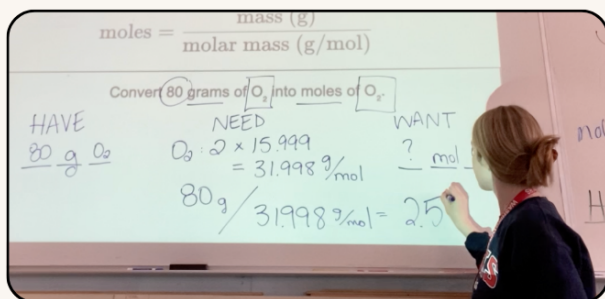 mass (g)
moles =
molar mass (g/mol)
Convert 80 grams of O₂ into moles of O₂.
HAVE NEED WANT
80 g O₂ O₂ : 2 × 15.999 ? mol
= 31.998 g/mol
80g / 31.998 g/mol = 2.5